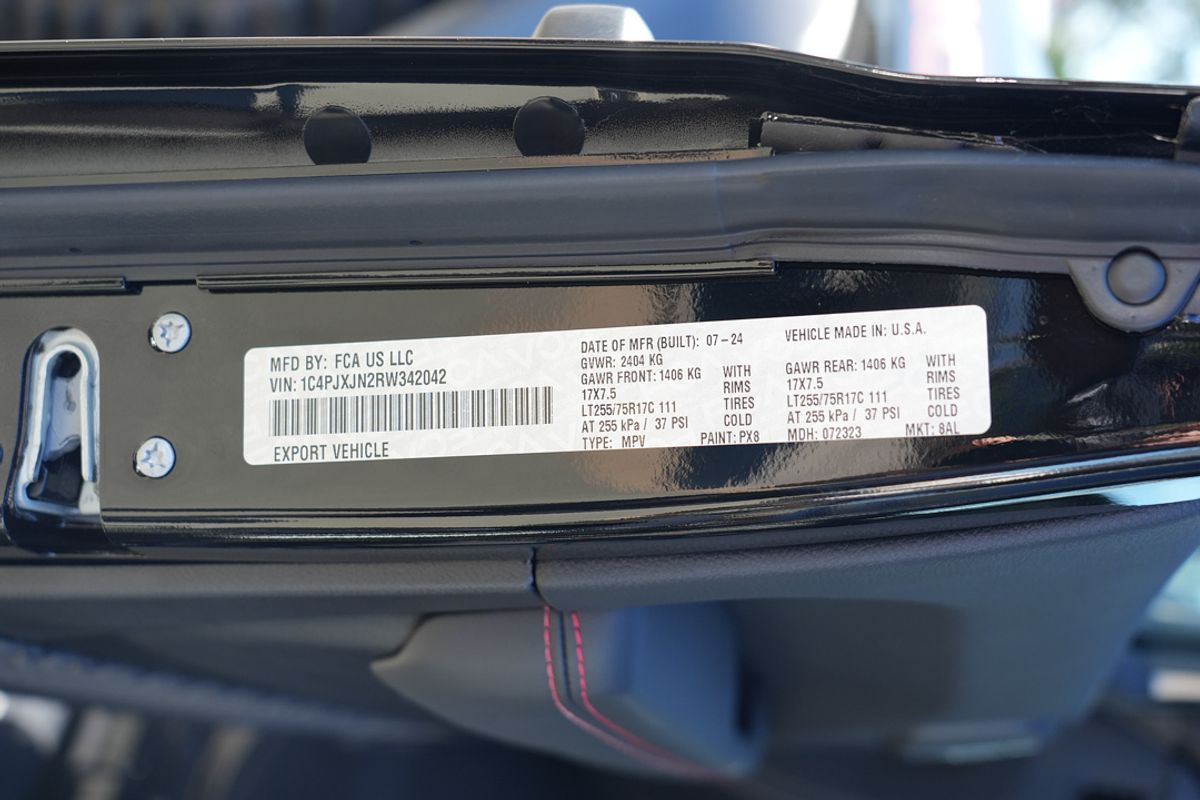 MFD BY: FCA US LLC
VIN: 1C4PJXJN2RW342042
EXPORT VEHICLE
DATE OF MFR (BUILT): 07-24
GVWR: 2404 KG
GAWR FRONT: 1406 KG WITH
17X7.5 RIMS
LT255/75R17C 111 TIRES
AT 255 kPa / 37 PSI COLD
TYPE: MPV PAINT: PX8
VEHICLE MADE IN: U.S.A.
GAWR REAR: 1406 KG WITH
17X7.5 RIMS
LT255/75R17C 111 TIRES
AT 255 kPa / 37 PSI COLD
MDH: 072323 MKT: 8AL